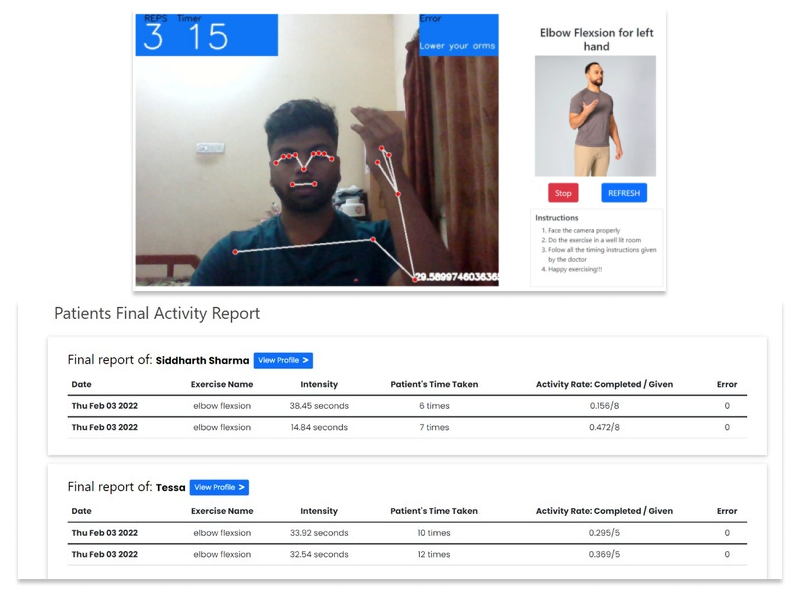 REPS Timer
3 15
Error
Lower your arms
Elbow Flexsion for left
hand
Stop
REFRESH
Instructions
1. Face the camera properly
2. Do the exercise in a well lit room
3. Folow all the timing instructions given
by the doctor
4. Happy exercising!!!
Patients Final Activity Report
Final report of: Siddharth Sharma View Profile >
Date Exercise Name Intensity Patient's Time Taken Activity Rate: Completed / Given Error
Thu Feb 03 2022 elbow flexsion 38.45 seconds 6 times 0.156/8 0
Thu Feb 03 2022 elbow flexsion 14.84 seconds 7 times 0.472/8 0
Final report of: Tessa View Profile >
Date Exercise Name Intensity Patient's Time Taken Activity Rate: Completed / Given Error
Thu Feb 03 2022 elbow flexsion 33.92 seconds 10 times 0.295/5 0
Thu Feb 03 2022 elbow flexsion 32.54 seconds 12 times 0.369/5 0